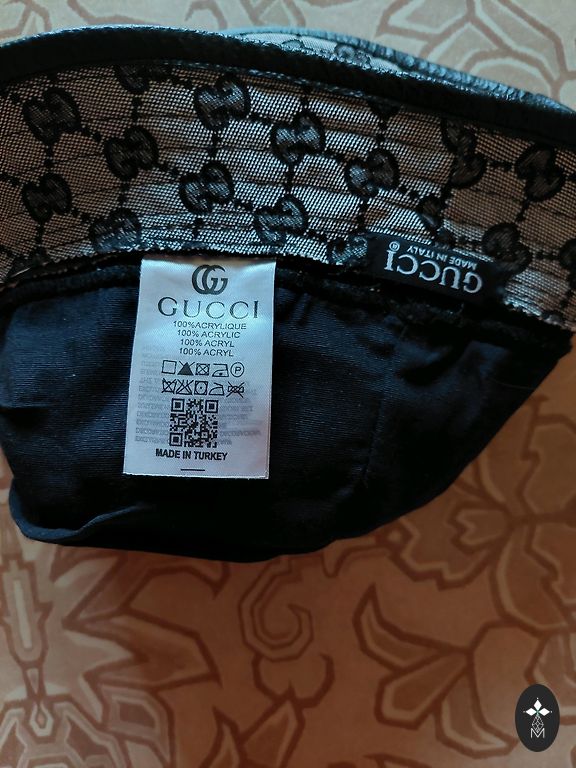 GUCCI
MADE IN ITALY
GUCCI
100%ACRYLIQUE
100% ACRYLIC
100% ACRYL
100% ACRYL
MADE IN TURKEY